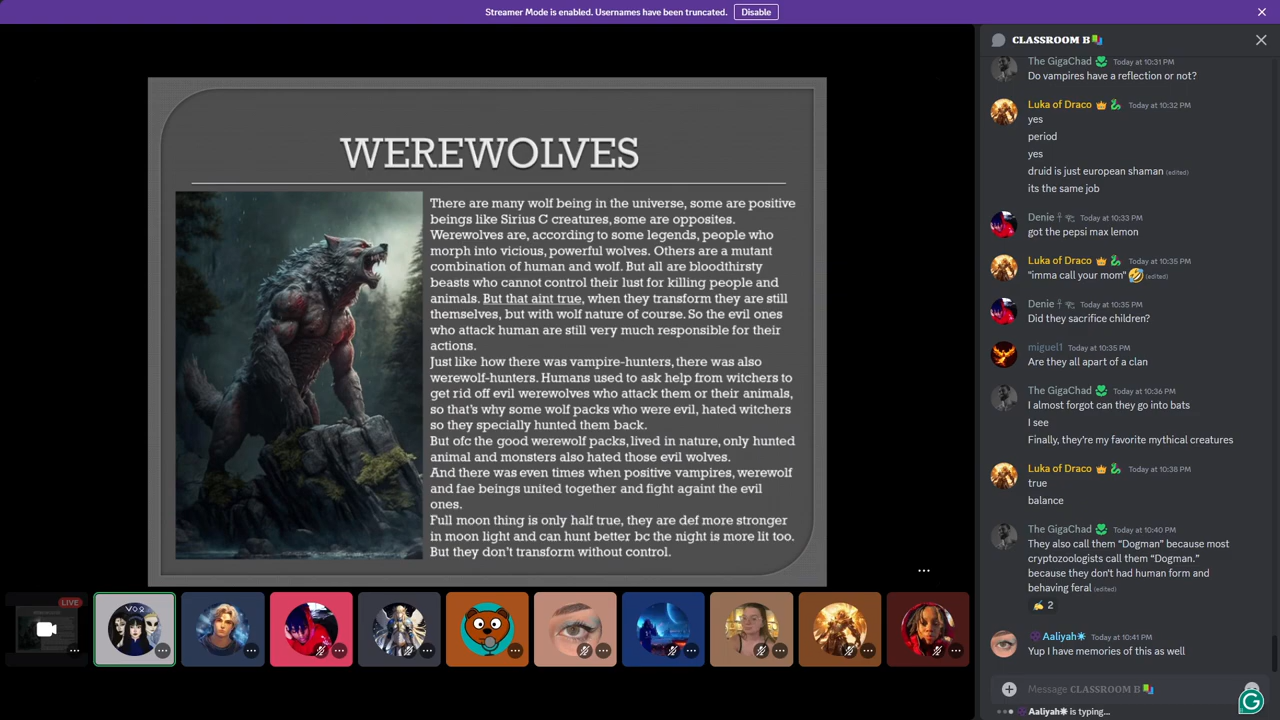 Streamer Mode is enabled. Usernames have been truncated.
Disable
WEREWOLVES
There are many wolf being in the universe, some are positive
beings like Sirius C creatures, some are opposites.
Werewolves are, according to some legends, people who
morph into vicious, powerful wolves. Others are a mutant
combination of human and wolf. But all are bloodthirsty
beasts who cannot control their lust for killing people and
animals. But that aint true, when they transform they are still
themselves, but with wolf nature of course. So the evil ones
who attack human are still very much responsible for their
actions.
Just like how there was vampire-hunters, there was also
werewolf-hunters. Humans used to ask help from witchers to
get rid off evil werewolves who attack them or their animals,
so that's why some wolf packs who were evil, hated witchers
so they specially hunted them back.
But ofc the good werewolf packs, lived in nature, only hunted
animal and monsters also hated those evil wolves.
And there was even times when positive vampires, werewolf
and fae beings united together and fight againt the evil
ones.
Full moon thing is only half true, they are def more stronger
in moon light and can hunt better bc the night is more lit too.
But they don't transform without control.
LIVE
CLASSROOM B
The GigaChad Today at 10:31 PM
Do vampires have a reflection or not?
Luka of Draco Today at 10:32 PM
yes
period
yes
druid is just european shaman (edited)
its the same job
Denie Today at 10:33 PM
got the pepsi max lemon
Luka of Draco Today at 10:35 PM
"imma call your mom" 🤣 (edited)
Denie Today at 10:35 PM
Did they sacrifice children?
miguel1 Today at 10:35 PM
Are they all apart of a clan
The GigaChad Today at 10:36 PM
I almost forgot can they go into bats
I see
Finally, they're my favorite mythical creatures
Luka of Draco Today at 10:38 PM
true
balance
The GigaChad Today at 10:40 PM
They also call them "Dogman" because most
cryptozoologists call them "Dogman."
because they don't had human form and
behaving feral (edited)
2
Aaliyah Today at 10:41 PM
Yup I have memories of this as well
Message CLASSROOM B
Aaliyah is typing...